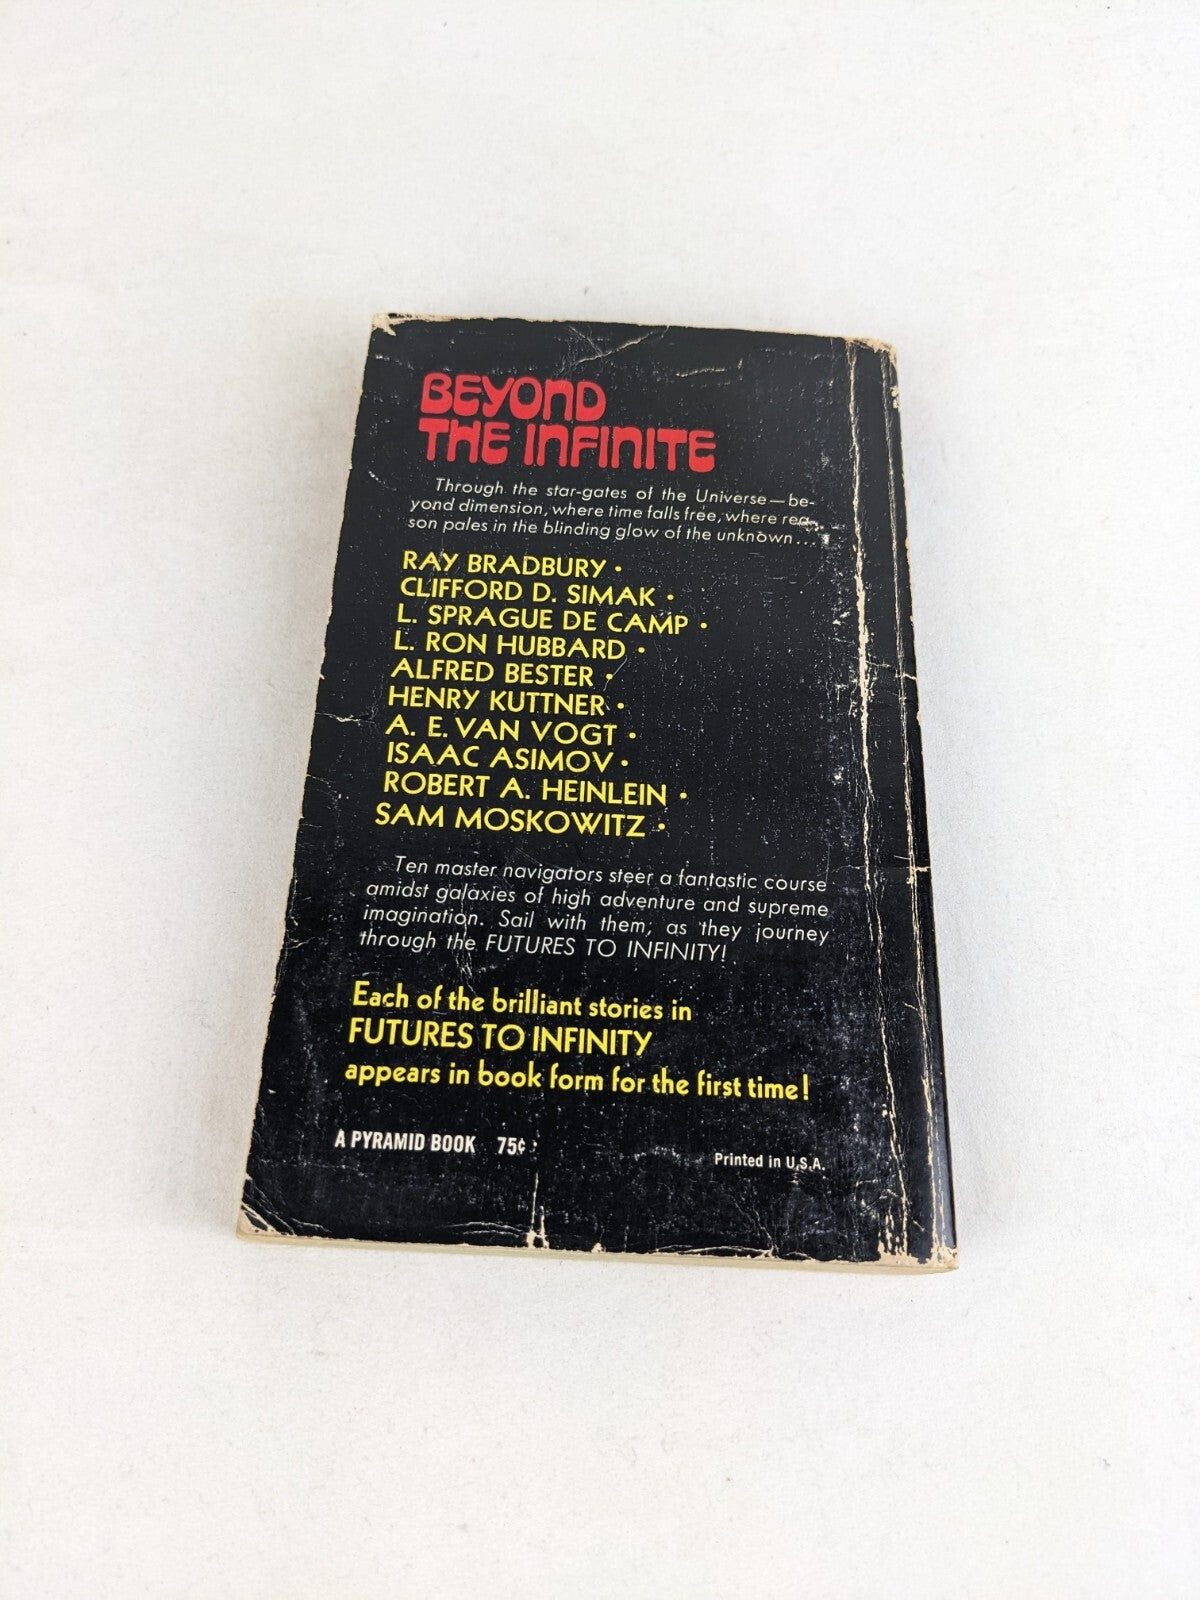 BEYOND
THE INFINITE
Through the star-gates of the Universe—be-
yond dimension, where time falls free, where rea-
son pales in the blinding glow of the unknown...
RAY BRADBURY •
CLIFFORD D. SIMAK •
L. SPRAGUE DE CAMP •
L. RON HUBBARD •
ALFRED BESTER •
HENRY KUTTNER •
A. E. VAN VOGT •
ISAAC ASIMOV •
ROBERT A. HEINLEIN •
SAM MOSKOWITZ •
Ten master navigators steer a fantastic course
amidst galaxies of high adventure and supreme
imagination. Sail with them, as they journey
through the FUTURES TO INFINITY!
Each of the brilliant stories in
FUTURES TO INFINITY
appears in book form for the first time!
A PYRAMID BOOK 75¢
Printed in U.S.A.